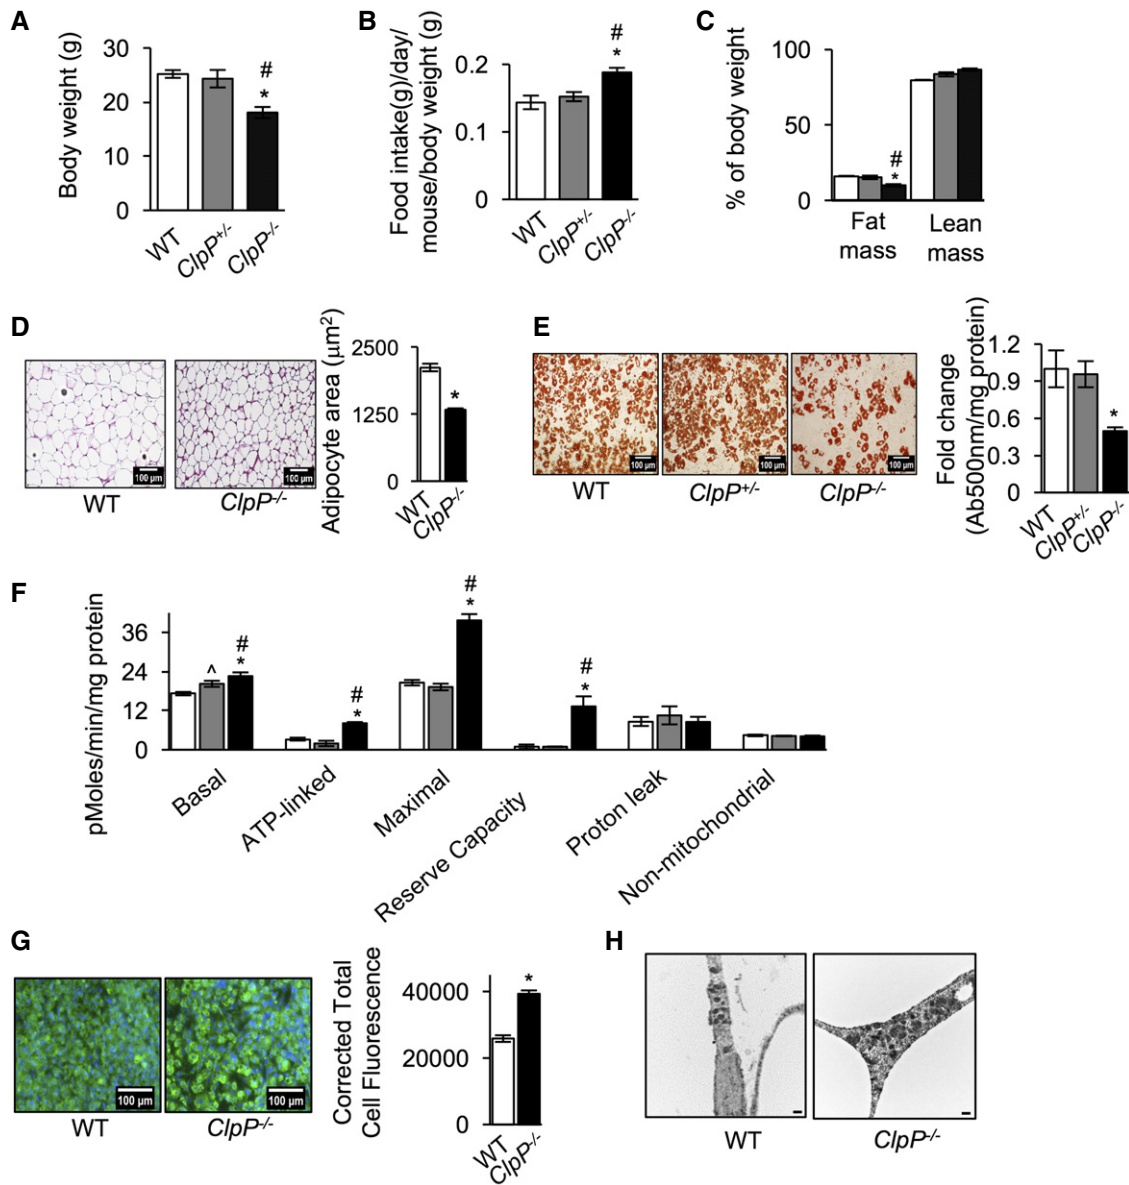 A
Body weight (g)
30
20
10
0
WT
ClpP+/-
ClpP-/-
#
*
B
Food intake(g)/day/
mouse/body weight (g)
0.2
0.1
0
WT
ClpP+/-
ClpP-/-
#
*
C
% of body weight
100
50
0
#
*
Fat
mass
Lean
mass
D
100 µm
WT
100 µm
ClpP-/-
Adipocyte area (µm2)
2500
1250
0
*
WT
ClpP-/-
E
100 µm
WT
100 µm
ClpP+/-
100 µm
ClpP-/-
Fold change
(Ab500nm/mg protein)
1.2
0.9
0.6
0.3
0
*
WT
ClpP+/-
ClpP-/-
F
pMoles/min/mg protein
36
24
12
0
^
#
*
#
*
#
*
#
*
Basal
ATP-linked
Maximal
Reserve Capacity
Proton leak
Non-mitochondrial
G
100 µm
WT
100 µm
ClpP-/-
Corrected Total
Cell Fluorescence
40000
20000
0
*
WT
ClpP-/-
H
WT
ClpP-/-